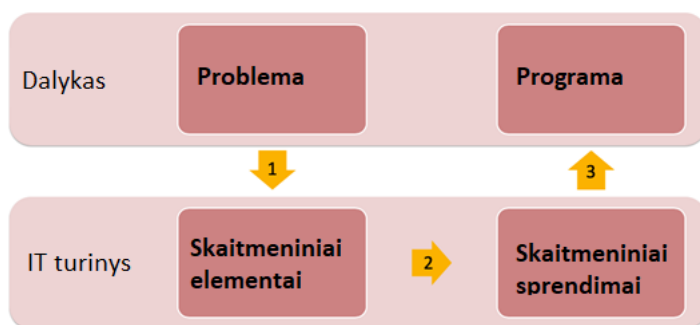 Dalykas
Problema
Programa
1
3
IT turinys
Skaitmeniniai
elementai
2
Skaitmeniniai
sprendimai